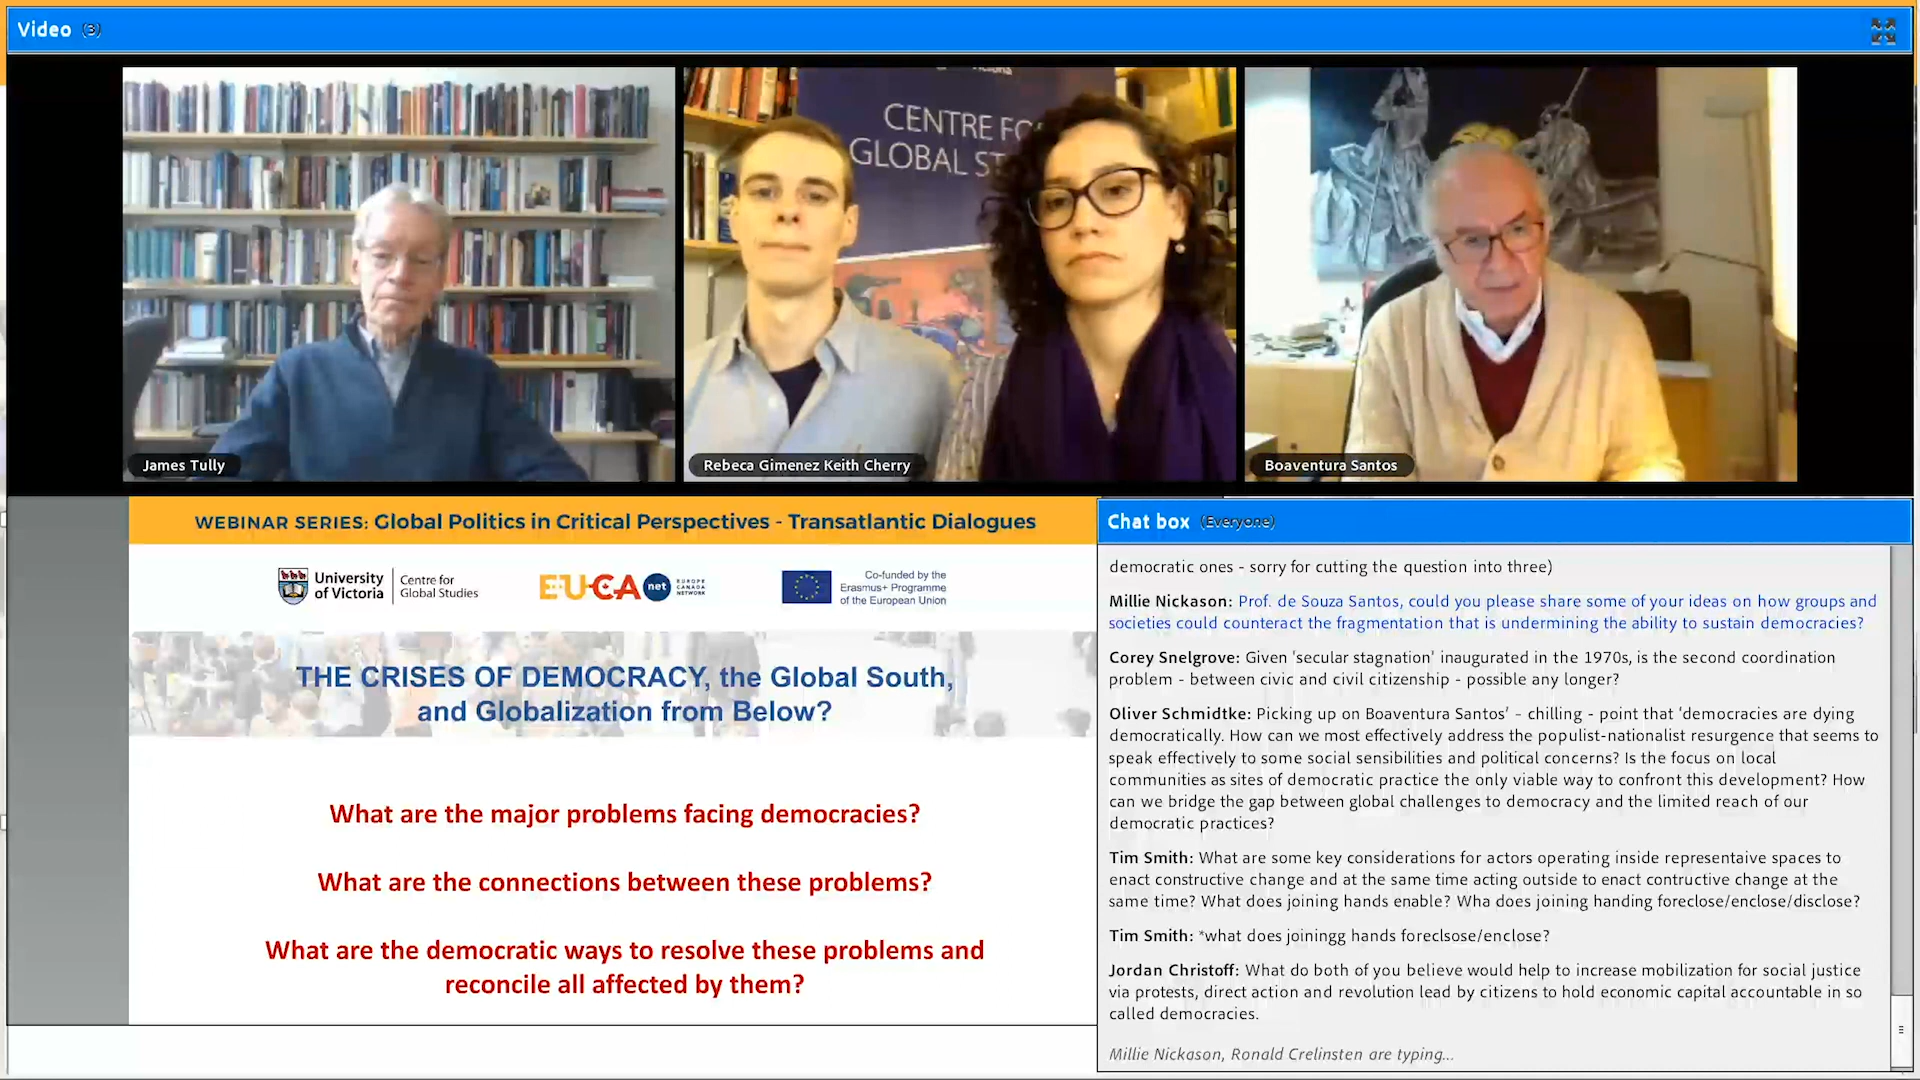 Video (3)
CENTRE FO
GLOBAL ST
James Tully
Rebeca Gimenez Keith Cherry
Boaventura Santos
WEBINAR SERIES: Global Politics in Critical Perspectives - Transatlantic Dialogues
University
of Victoria
Centre for
Global Studies
EU-CA net
EUROPE
CANADA
NETWORK
Co-funded by the
Erasmus+ Programme
of the European Union
THE CRISES OF DEMOCRACY, the Global South,
and Globalization from Below?
What are the major problems facing democracies?
What are the connections between these problems?
What are the democratic ways to resolve these problems and
reconcile all affected by them?
Chat box (Everyone)
democratic ones - sorry for cutting the question into three)
Millie Nickason: Prof. de Souza Santos, could you please share some of your ideas on how groups and
societies could counteract the fragmentation that is undermining the ability to sustain democracies?
Corey Snelgrove: Given 'secular stagnation' inaugurated in the 1970s, is the second coordination
problem - between civic and civil citizenship - possible any longer?
Oliver Schmidtke: Picking up on Boaventura Santos' - chilling - point that 'democracies are dying
democratically. How can we most effectively address the populist-nationalist resurgence that seems to
speak effectively to some social sensibilities and political concerns? Is the focus on local
communities as sites of democratic practice the only viable way to confront this development? How
can we bridge the gap between global challenges to democracy and the limited reach of our
democratic practices?
Tim Smith: What are some key considerations for actors operating inside representaive spaces to
enact constructive change and at the same time acting outside to enact contructive change at the
same time? What does joining hands enable? Wha does joining handing foreclose/enclose/disclose?
Tim Smith: *what does joiningg hands foreclsose/enclose?
Jordan Christoff: What do both of you believe would help to increase mobilization for social justice
via protests, direct action and revolution lead by citizens to hold economic capital accountable in so
called democracies.
Millie Nickason, Ronald Crelinsten are typing...